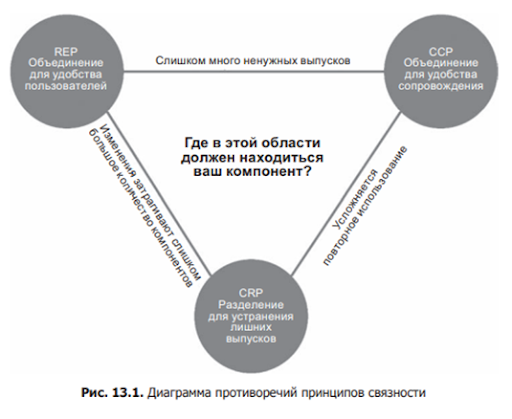 REP
Объединение
для удобства
пользователей
Слишком много ненужных выпусков
CCP
Объединение
для удобства
сопровождения
Где в этой области
должен находиться
ваш компонент?
Изменения затрагивают слишком
большое количество компонентов
Усложняется
повторное использование
CRP
Разделение
для устранения
лишних
выпусков
Рис. 13.1. Диаграмма противоречий принципов связности